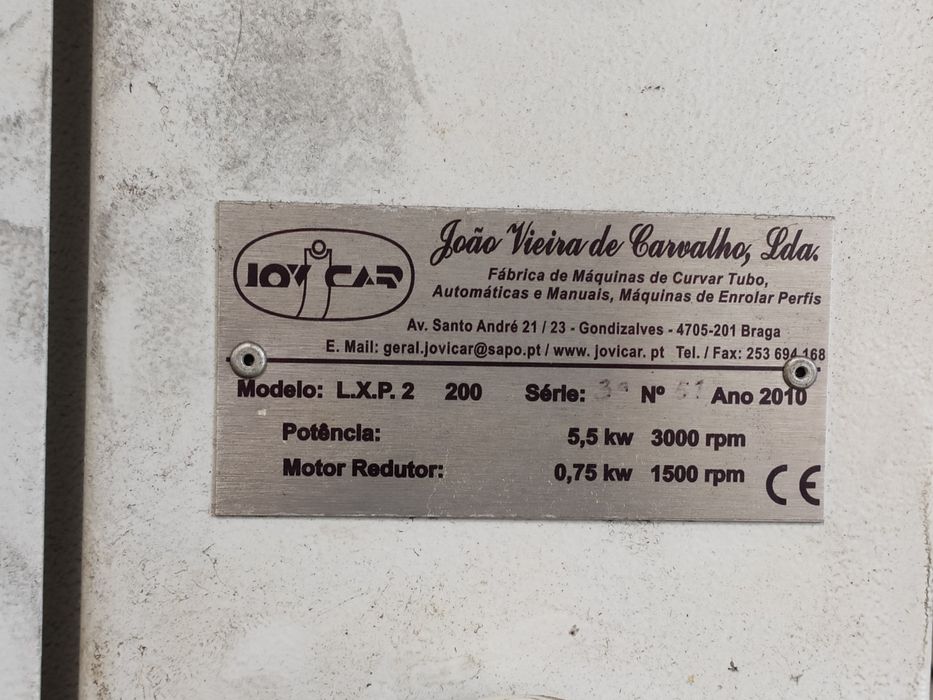 JOVICAR
João Vieira de Carvalho, Lda.
Fábrica de Máquinas de Curvar Tubo,
Automáticas e Manuais, Máquinas de Enrolar Perfis
Av. Santo André 21 / 23 - Gondizalves - 4705-201 Braga
E. Mail: geral.jovicar@sapo.pt / www. jovicar. pt Tel. / Fax: 253 694 168
Modelo: L.X.P. 2 200 Série: Nº Ano 2010
Potência: 5,5 kw 3000 rpm
Motor Redutor: 0,75 kw 1500 rpm
CE